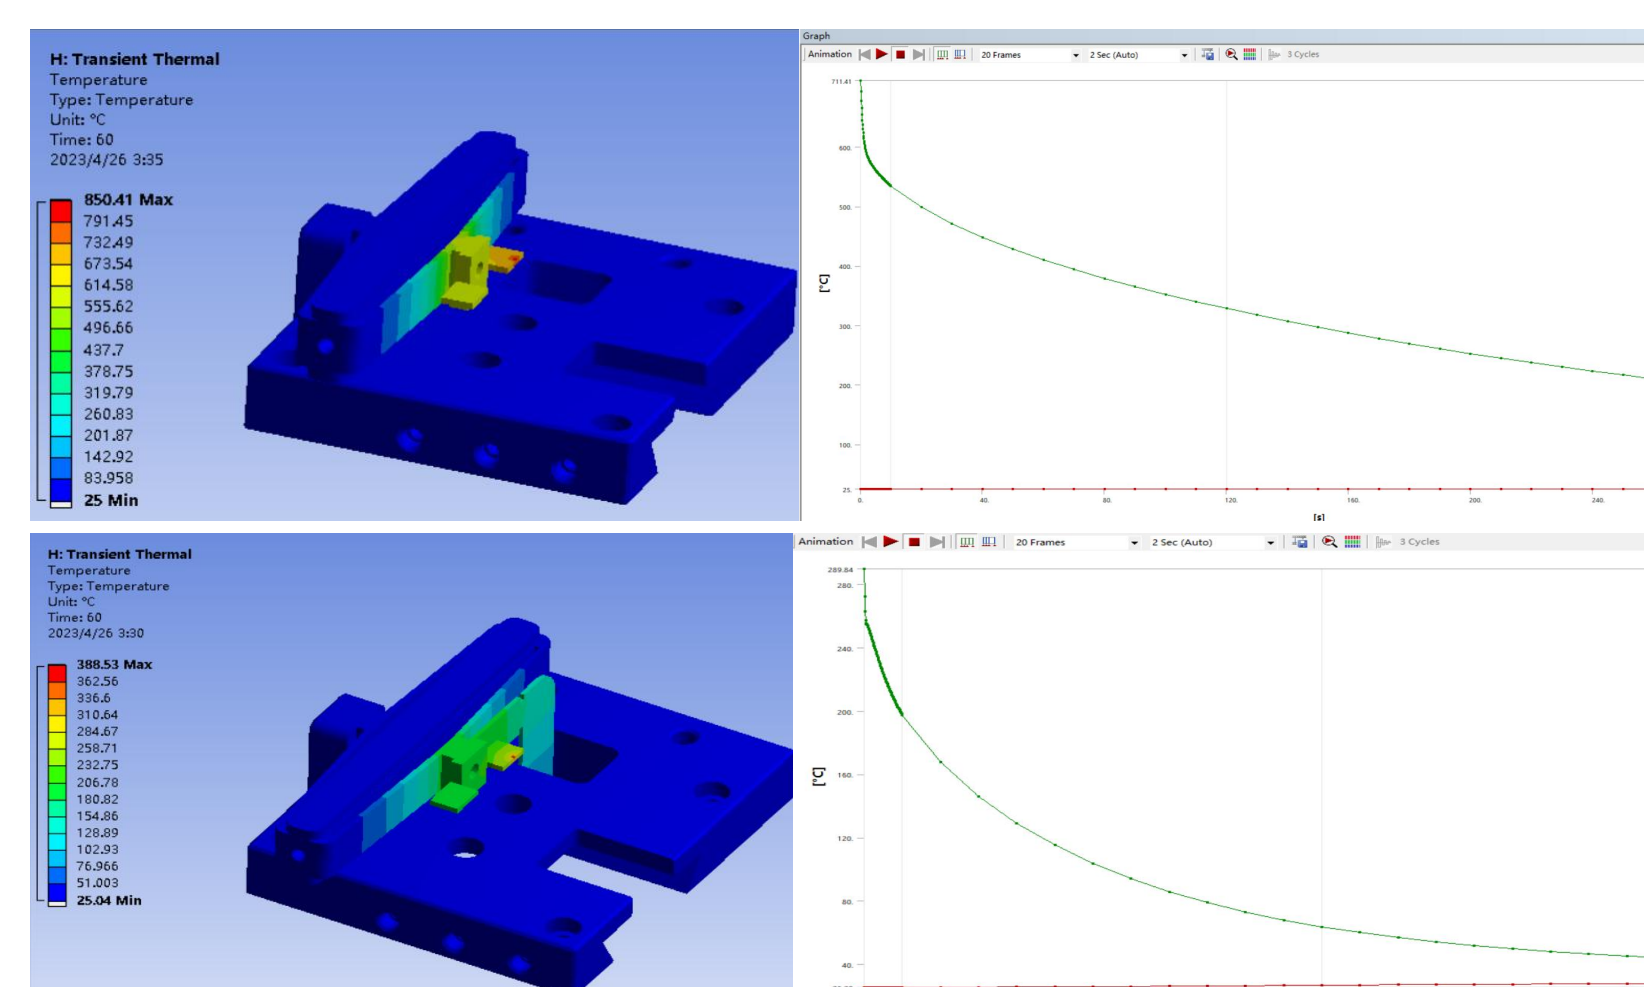 H: Transient Thermal
Temperature
Type: Temperature
Unit: °C
Time: 60
2023/4/26 3:35
850.41 Max
791.45
732.49
673.54
614.58
555.62
496.66
437.7
378.75
319.79
260.83
201.87
142.92
83.958
25 Min
Graph
Animation 20 Frames 2 Sec (Auto) 3 Cycles
711.41
600.
500.
400.
300.
200.
100.
25.
[°C]
0. 40. 80. 120. 160. 200. 240.
[s]
H: Transient Thermal
Temperature
Type: Temperature
Unit: °C
Time: 60
2023/4/26 3:30
388.53 Max
362.56
336.6
310.64
284.67
258.71
232.75
206.78
180.82
154.86
128.89
102.93
76.966
51.003
25.04 Min
Animation 20 Frames 2 Sec (Auto) 3 Cycles
289.84
280.
240.
200.
160.
120.
80.
40.
[°C]